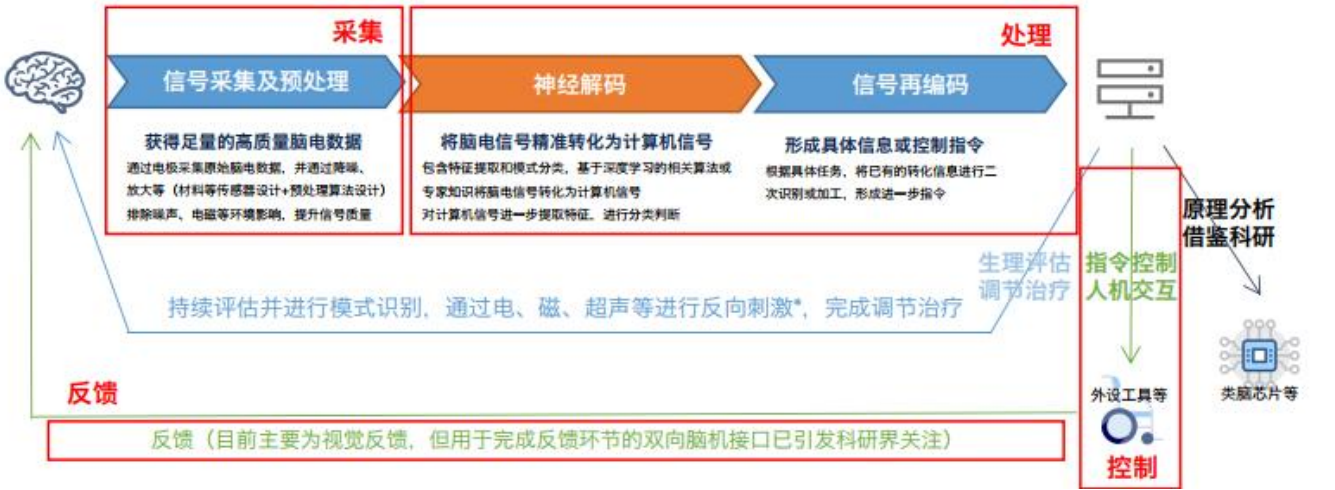 采集
处理
信号采集及预处理
神经解码
信号再编码
获得足量的高质量脑电数据
通过电极采集原始脑电数据，并通过降噪、
放大等（材料等传感器设计+预处理算法设计）
排除噪声、电磁等环境影响，提升信号质量
将脑电信号精准转化为计算机信号
包含特征提取和模式分类，基于深度学习的相关算法或
专家知识将脑电信号转化为计算机信号
对计算机信号进一步提取特征，进行分类判断
形成具体信息或控制指令
根据具体任务，将已有的转化信息进行二
次识别或加工，形成进一步指令
原理分析
借鉴科研
生理评估
调节治疗
指令控制
人机交互
持续评估并进行模式识别，通过电、磁、超声等进行反向刺激*，完成调节治疗
反馈
外设工具等
类脑芯片等
反馈（目前主要为视觉反馈，但用于完成反馈环节的双向脑机接口已引发科研界关注）
控制